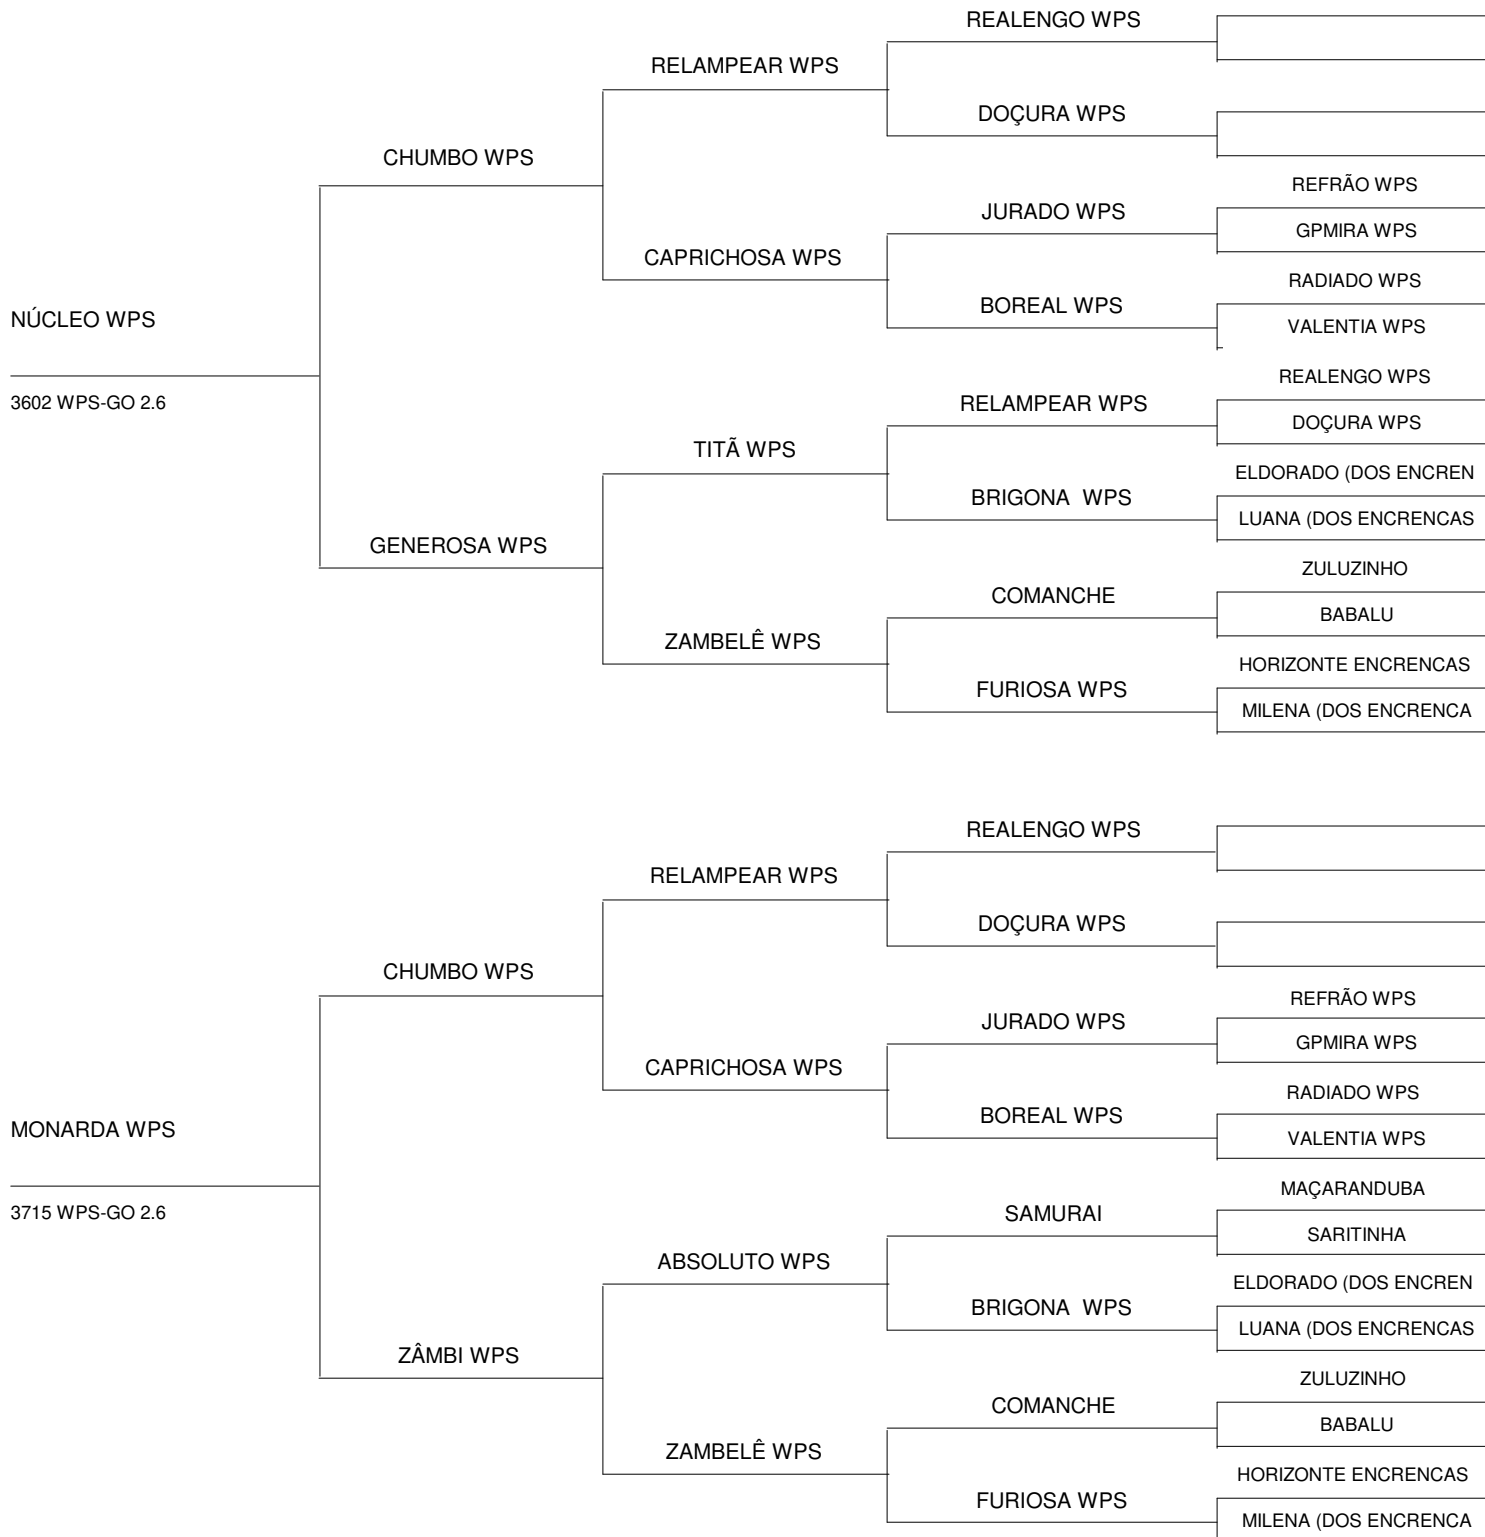 REALENGO WPS
RELAMPEAR WPS
DOÇURA WPS
CHUMBO WPS
REFRÃO WPS
JURADO WPS
GPMIRA WPS
CAPRICHOSA WPS
RADIADO WPS
BOREAL WPS
NÚCLEO WPS
VALENTIA WPS
REALENGO WPS
3602 WPS-GO 2.6
RELAMPEAR WPS
DOÇURA WPS
TITÃ WPS
ELDORADO (DOS ENCREN
BRIGONA  WPS
LUANA (DOS ENCRENCAS
GENEROSA WPS
ZULUZINHO
COMANCHE
BABALU
ZAMBELÊ WPS
HORIZONTE ENCRENCAS
FURIOSA WPS
MILENA (DOS ENCRENCA
REALENGO WPS
RELAMPEAR WPS
DOÇURA WPS
CHUMBO WPS
REFRÃO WPS
JURADO WPS
GPMIRA WPS
CAPRICHOSA WPS
RADIADO WPS
BOREAL WPS
MONARDA WPS
VALENTIA WPS
MAÇARANDUBA
3715 WPS-GO 2.6
SAMURAI
SARITINHA
ABSOLUTO WPS
ELDORADO (DOS ENCREN
BRIGONA  WPS
LUANA (DOS ENCRENCAS
ZÂMBI WPS
ZULUZINHO
COMANCHE
BABALU
ZAMBELÊ WPS
HORIZONTE ENCRENCAS
FURIOSA WPS
MILENA (DOS ENCRENCA